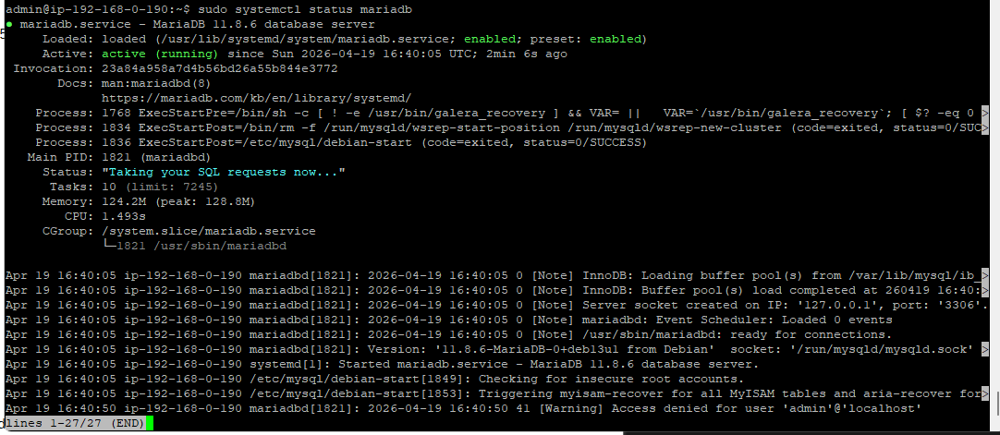 admin@ip-192-168-0-190:~$ sudo systemctl status mariadb
● mariadb.service - MariaDB 11.8.6 database server
     Loaded: loaded (/usr/lib/systemd/system/mariadb.service; enabled; preset: enabled)
     Active: active (running) since Sun 2026-04-19 16:40:05 UTC; 2min 6s ago
 Invocation: 23a84a958a7d4b56bd26a55b844e3772
       Docs: man:mariadbd(8)
             https://mariadb.com/kb/en/library/systemd/
    Process: 1768 ExecStartPre=/bin/sh -c [ ! -e /usr/bin/galera_recovery ] && VAR= ||   VAR=`/usr/bin/galera_recovery`; [ $? -eq 0 >
    Process: 1834 ExecStartPost=/bin/rm -f /run/mysqld/wsrep-start-position /run/mysqld/wsrep-new-cluster (code=exited, status=0/SUC>
    Process: 1836 ExecStartPost=/etc/mysql/debian-start (code=exited, status=0/SUCCESS)
   Main PID: 1821 (mariadbd)
     Status: "Taking your SQL requests now..."
      Tasks: 10 (limit: 7245)
     Memory: 124.2M (peak: 128.8M)
        CPU: 1.493s
     CGroup: /system.slice/mariadb.service
             └─1821 /usr/sbin/mariadbd

Apr 19 16:40:05 ip-192-168-0-190 mariadbd[1821]: 2026-04-19 16:40:05 0 [Note] InnoDB: Loading buffer pool(s) from /var/lib/mysql/ib_>
Apr 19 16:40:05 ip-192-168-0-190 mariadbd[1821]: 2026-04-19 16:40:05 0 [Note] InnoDB: Buffer pool(s) load completed at 260419 16:40:>
Apr 19 16:40:05 ip-192-168-0-190 mariadbd[1821]: 2026-04-19 16:40:05 0 [Note] Server socket created on IP: '127.0.0.1', port: '3306'.
Apr 19 16:40:05 ip-192-168-0-190 mariadbd[1821]: 2026-04-19 16:40:05 0 [Note] mariadbd: Event Scheduler: Loaded 0 events
Apr 19 16:40:05 ip-192-168-0-190 mariadbd[1821]: 2026-04-19 16:40:05 0 [Note] /usr/sbin/mariadbd: ready for connections.
Apr 19 16:40:05 ip-192-168-0-190 mariadbd[1821]: Version: '11.8.6-MariaDB-0+deb13u1 from Debian'  socket: '/run/mysqld/mysqld.sock' >
Apr 19 16:40:05 ip-192-168-0-190 systemd[1]: Started mariadb.service - MariaDB 11.8.6 database server.
Apr 19 16:40:05 ip-192-168-0-190 /etc/mysql/debian-start[1849]: Checking for insecure root accounts.
Apr 19 16:40:05 ip-192-168-0-190 /etc/mysql/debian-start[1853]: Triggering myisam-recover for all MyISAM tables and aria-recover for>
Apr 19 16:40:50 ip-192-168-0-190 mariadbd[1821]: 2026-04-19 16:40:50 41 [Warning] Access denied for user 'admin'@'localhost'
lines 1-27/27 (END)